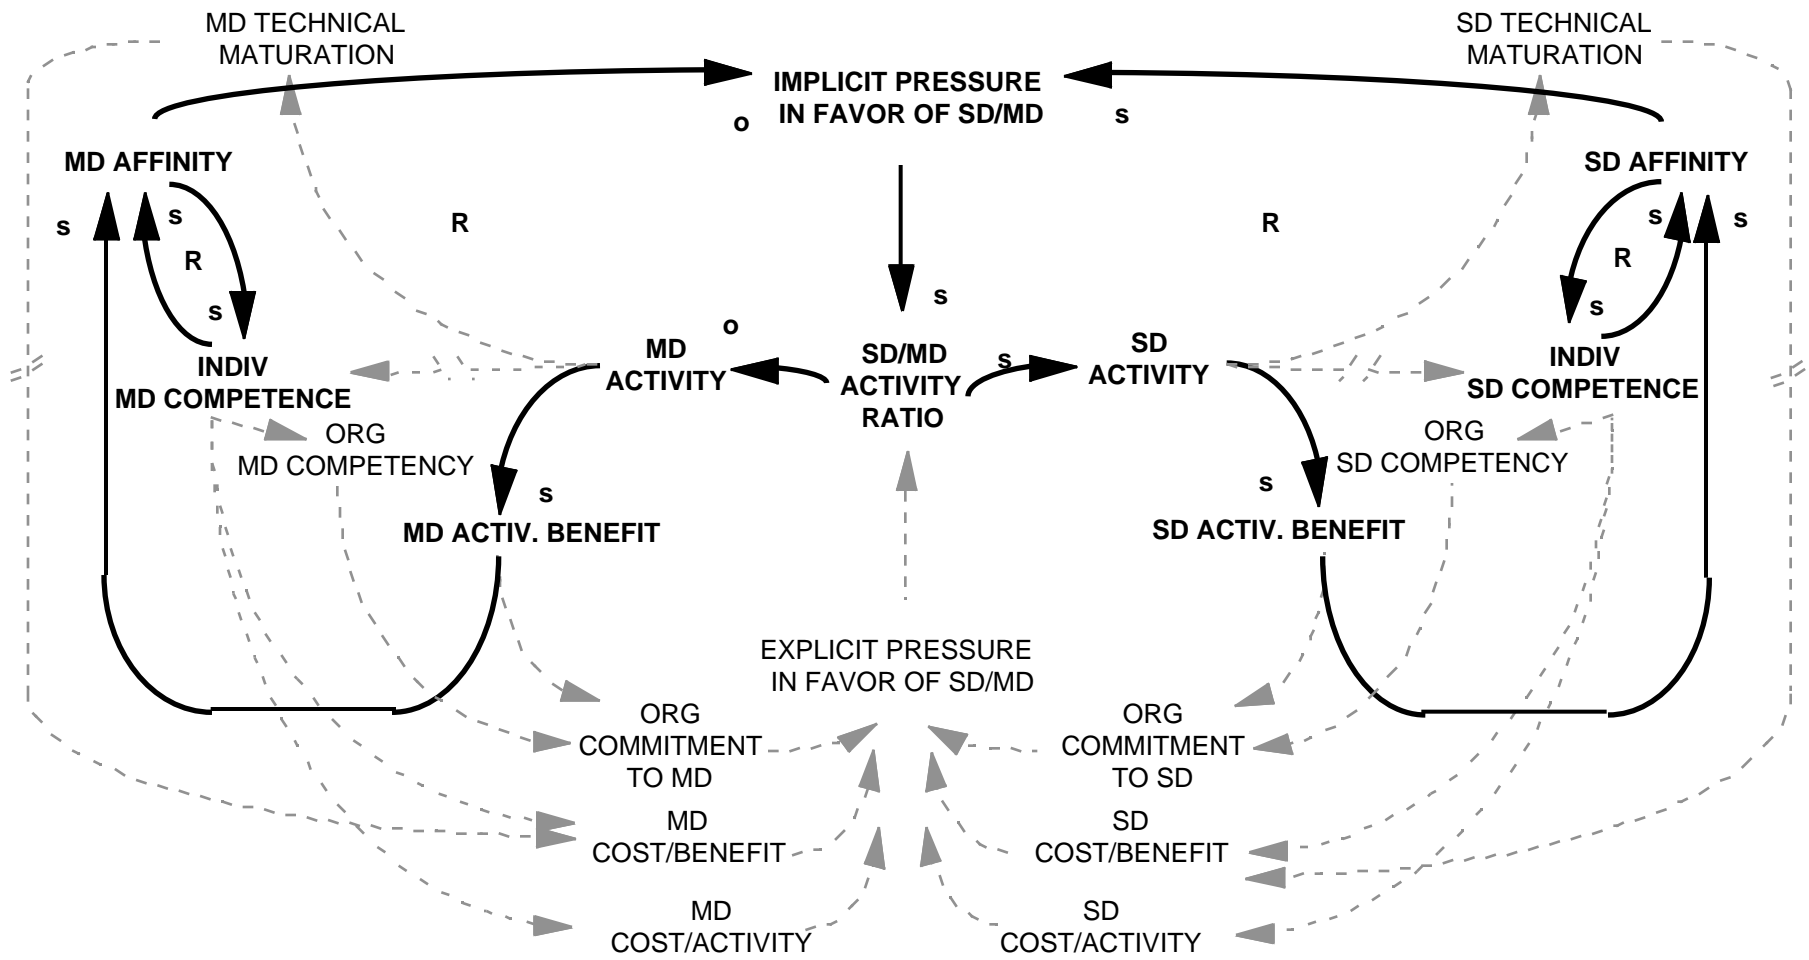 MD TECHNICAL
MATURATION
SD TECHNICAL
MATURATION
IMPLICIT PRESSURE
IN FAVOR OF SD/MD
o
s
MD AFFINITY
SD AFFINITY
s
s
R
R
s
s
R
R
s
s
s
s
INDIV
MD COMPETENCE
o
MD
ACTIVITY
SD/MD
ACTIVITY
RATIO
s
SD
ACTIVITY
INDIV
SD COMPETENCE
ORG
MD COMPETENCY
ORG
SD COMPETENCY
s
s
MD ACTIV. BENEFIT
SD ACTIV. BENEFIT
EXPLICIT PRESSURE
IN FAVOR OF SD/MD
ORG
COMMITMENT
TO MD
ORG
COMMITMENT
TO SD
MD
COST/BENEFIT
SD
COST/BENEFIT
MD
COST/ACTIVITY
SD
COST/ACTIVITY